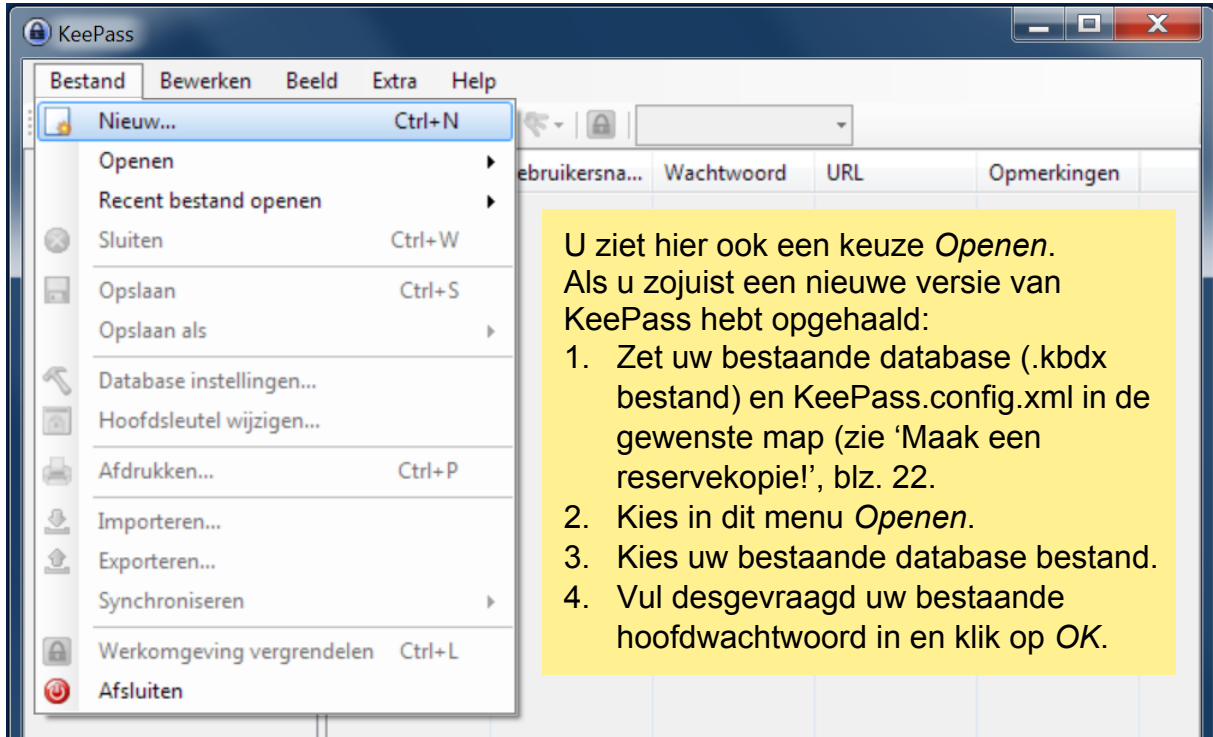 KeePass
Bestand Bewerken Beeld Extra Help
Nieuw... Ctrl+N
Openen
Recent bestand openen
Sluiten Ctrl+W
Opslaan Ctrl+S
Opslaan als
Database instellingen...
Hoofdsleutel wijzigen...
Afdrukken... Ctrl+P
Importeren...
Exporteren...
Synchroniseren
Werkomgeving vergrendelen Ctrl+L
Afsluiten
ebruikersna... Wachtwoord URL Opmerkingen
U ziet hier ook een keuze Openen.
Als u zojuist een nieuwe versie van
KeePass hebt opgehaald:
1. Zet uw bestaande database (.kbdx
bestand) en KeePass.config.xml in de
gewenste map (zie ‘Maak een
reservekopie!’, blz. 22.
2. Kies in dit menu Openen.
3. Kies uw bestaande database bestand.
4. Vul desgevraagd uw bestaande
hoofdwachtwoord in en klik op OK.